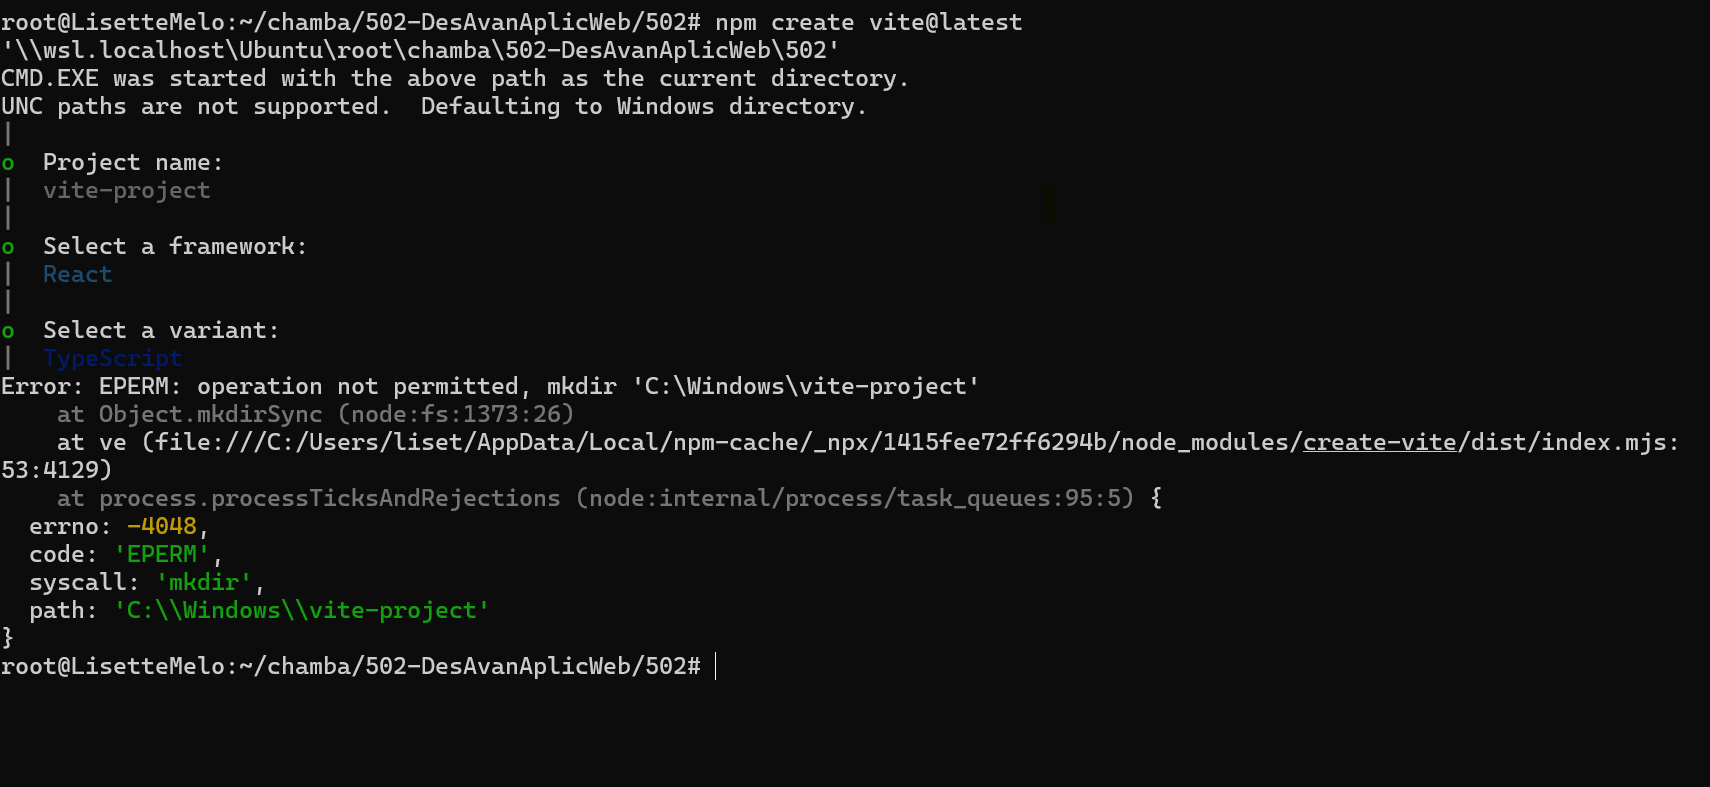 root@LisetteMelo:~/chamba/502-DesAvanAplicWeb/502# npm create vite@latest
'\\wsl.localhost\Ubuntu\root\chamba\502-DesAvanAplicWeb\502'
CMD.EXE was started with the above path as the current directory.
UNC paths are not supported.  Defaulting to Windows directory.
|
o  Project name:
|  vite-project
|
o  Select a framework:
|  React
|
o  Select a variant:
|  TypeScript
Error: EPERM: operation not permitted, mkdir 'C:\Windows\vite-project'
    at Object.mkdirSync (node:fs:1373:26)
    at ve (file:///C:/Users/liset/AppData/Local/npm-cache/_npx/1415fee72ff6294b/node_modules/create-vite/dist/index.mjs:
53:4129)
    at process.processTicksAndRejections (node:internal/process/task_queues:95:5) {
  errno: -4048,
  code: 'EPERM',
  syscall: 'mkdir',
  path: 'C:\\Windows\\vite-project'
}
root@LisetteMelo:~/chamba/502-DesAvanAplicWeb/502#